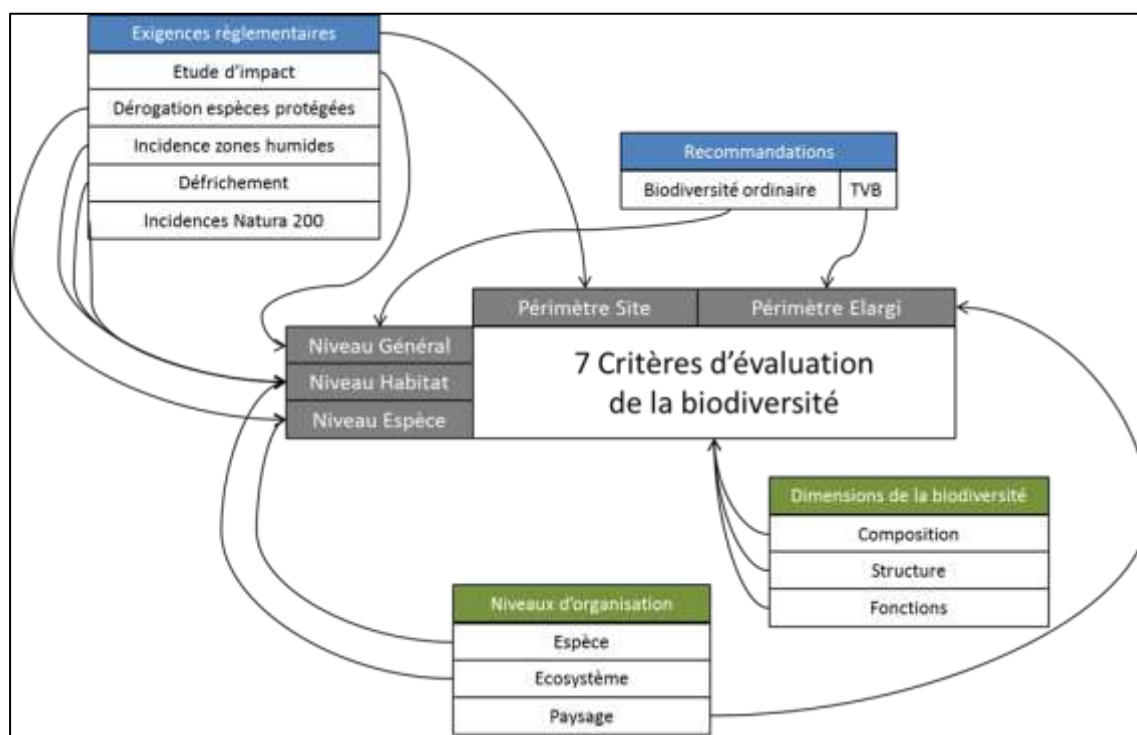 Exigences règlementaires
Etude d'impact
Dérogation espèces protégées
Incidence zones humides
Défrichement
Incidences Natura 200
Recommandations
Biodiversité ordinaire
TVB
Périmètre Site
Périmètre Elargi
Niveau Général
Niveau Habitat
Niveau Espèce
7 Critères d'évaluation
de la biodiversité
Dimensions de la biodiversité
Composition
Structure
Fonctions
Niveaux d'organisation
Espèce
Ecosystème
Paysage